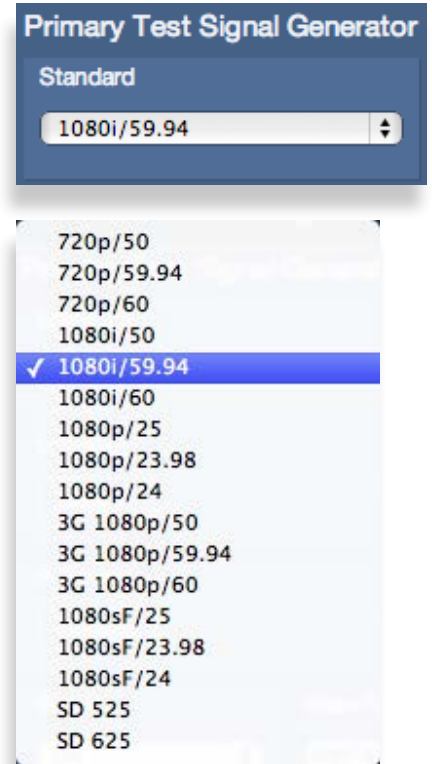 Primary Test Signal Generator
Standard
1080i/59.94
720p/50
720p/59.94
720p/60
1080i/50
✓ 1080i/59.94
1080i/60
1080p/25
1080p/23.98
1080p/24
3G 1080p/50
3G 1080p/59.94
3G 1080p/60
1080sF/25
1080sF/23.98
1080sF/24
SD 525
SD 625